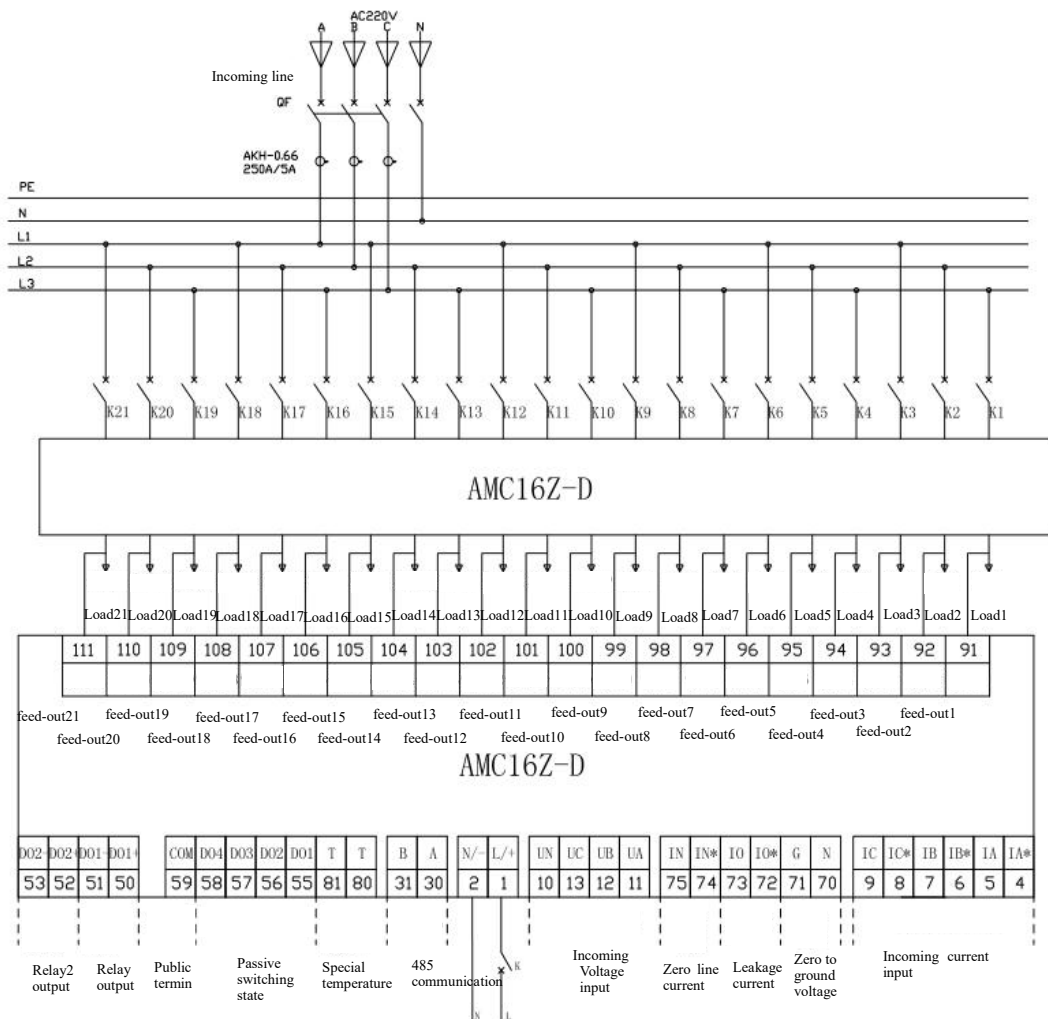 AC220V
A B C N
Incoming line
QF
AKH-0.66
250A/5A
PE
N
L1
L2
L3
K21 K20 K19 K18 K17 K16 K15 K14 K13 K12 K11 K10 K9 K8 K7 K6 K5 K4 K3 K2 K1
AMC16Z-D
Load21 Load20 Load19 Load18 Load17 Load16 Load15 Load14 Load13 Load12 Load11 Load10 Load9 Load8 Load7 Load6 Load5 Load4 Load3 Load2 Load1
111 110 109 108 107 106 105 104 103 102 101 100 99 98 97 96 95 94 93 92 91
feed-out21 feed-out19 feed-out17 feed-out15 feed-out13 feed-out11 feed-out9 feed-out7 feed-out5 feed-out3 feed-out1
feed-out20 feed-out18 feed-out16 feed-out14 feed-out12 feed-out10 feed-out8 feed-out6 feed-out4 feed-out2
AMC16Z-D
DO2- DO2+ DO1- DO1+ COM DO4 DO3 DO2 DO1 T T B A N/- L/+ UN UC UB UA IN IN* IO IO* G N IC IC* IB IB* IA IA*
53 52 51 50 59 58 57 56 55 81 80 31 30 2 1 10 13 12 11 75 74 73 72 71 70 9 8 7 6 5 4
Relay2
output
Relay
output
Public
termin
Passive
switching
state
Special
temperature
485
communication
K
Incoming
Voltage
input
Zero line
current
Leakage
current
Zero to
ground
voltage
Incoming current
input
N L